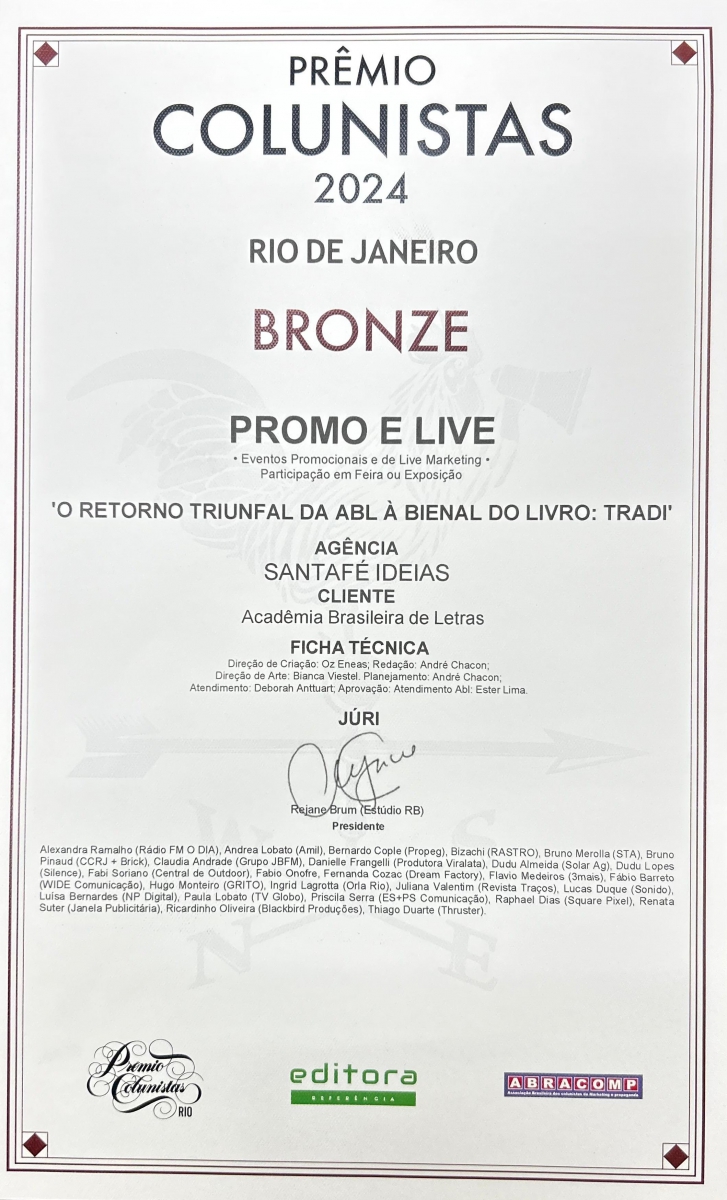 PRÊMIO
COLUNISTAS
2024
RIO DE JANEIRO
BRONZE
PROMO E LIVE
• Eventos Promocionais e de Live Marketing •
Participação em Feira ou Exposição
'O RETORNO TRIUNFAL DA ABL À BIENAL DO LIVRO: TRADI'
AGÊNCIA
SANTAFÉ IDEIAS
CLIENTE
Acadêmia Brasileira de Letras
FICHA TÉCNICA
Direção de Criação: Oz Eneas; Redação: André Chacon;
Direção de Arte: Bianca Viestel. Planejamento: André Chacon;
Atendimento: Deborah Anttuart; Aprovação: Atendimento Abl: Ester Lima.
JÚRI
Rejane Brum (Estúdio RB)
Presidente
Alexandra Ramalho (Rádio FM O DIA), Andrea Lobato (Amil), Bernardo Cople (Propeg), Bizachi (RASTRO), Bruno Merolla (STA), Bruno
Pinaud (CCRJ + Brick), Claudia Andrade (Grupo JBFM), Danielle Frangelli (Produtora Viralata), Dudu Almeida (Solar Ag), Dudu Lopes
(Silence), Fabi Soriano (Central de Outdoor), Fabio Onofre, Fernanda Cozac (Dream Factory), Flavio Medeiros (3mais), Fábio Barreto
(WIDE Comunicação), Hugo Monteiro (GRITO), Ingrid Lagrotta (Orla Rio), Juliana Valentim (Revista Traços), Lucas Duque (Sonido),
Luísa Bernardes (NP Digital), Paula Lobato (TV Globo), Priscila Serra (ES+PS Comunicação), Raphael Dias (Square Pixel), Renata
Suter (Janela Publicitária), Ricardinho Oliveira (Blackbird Produções), Thiago Duarte (Thruster).
W S
N E
Prêmio
Colunistas
RIO
editora
REFERÊNCIA
ABRACOMP
Associação Brasileira dos colunistas de Marketing e propaganda